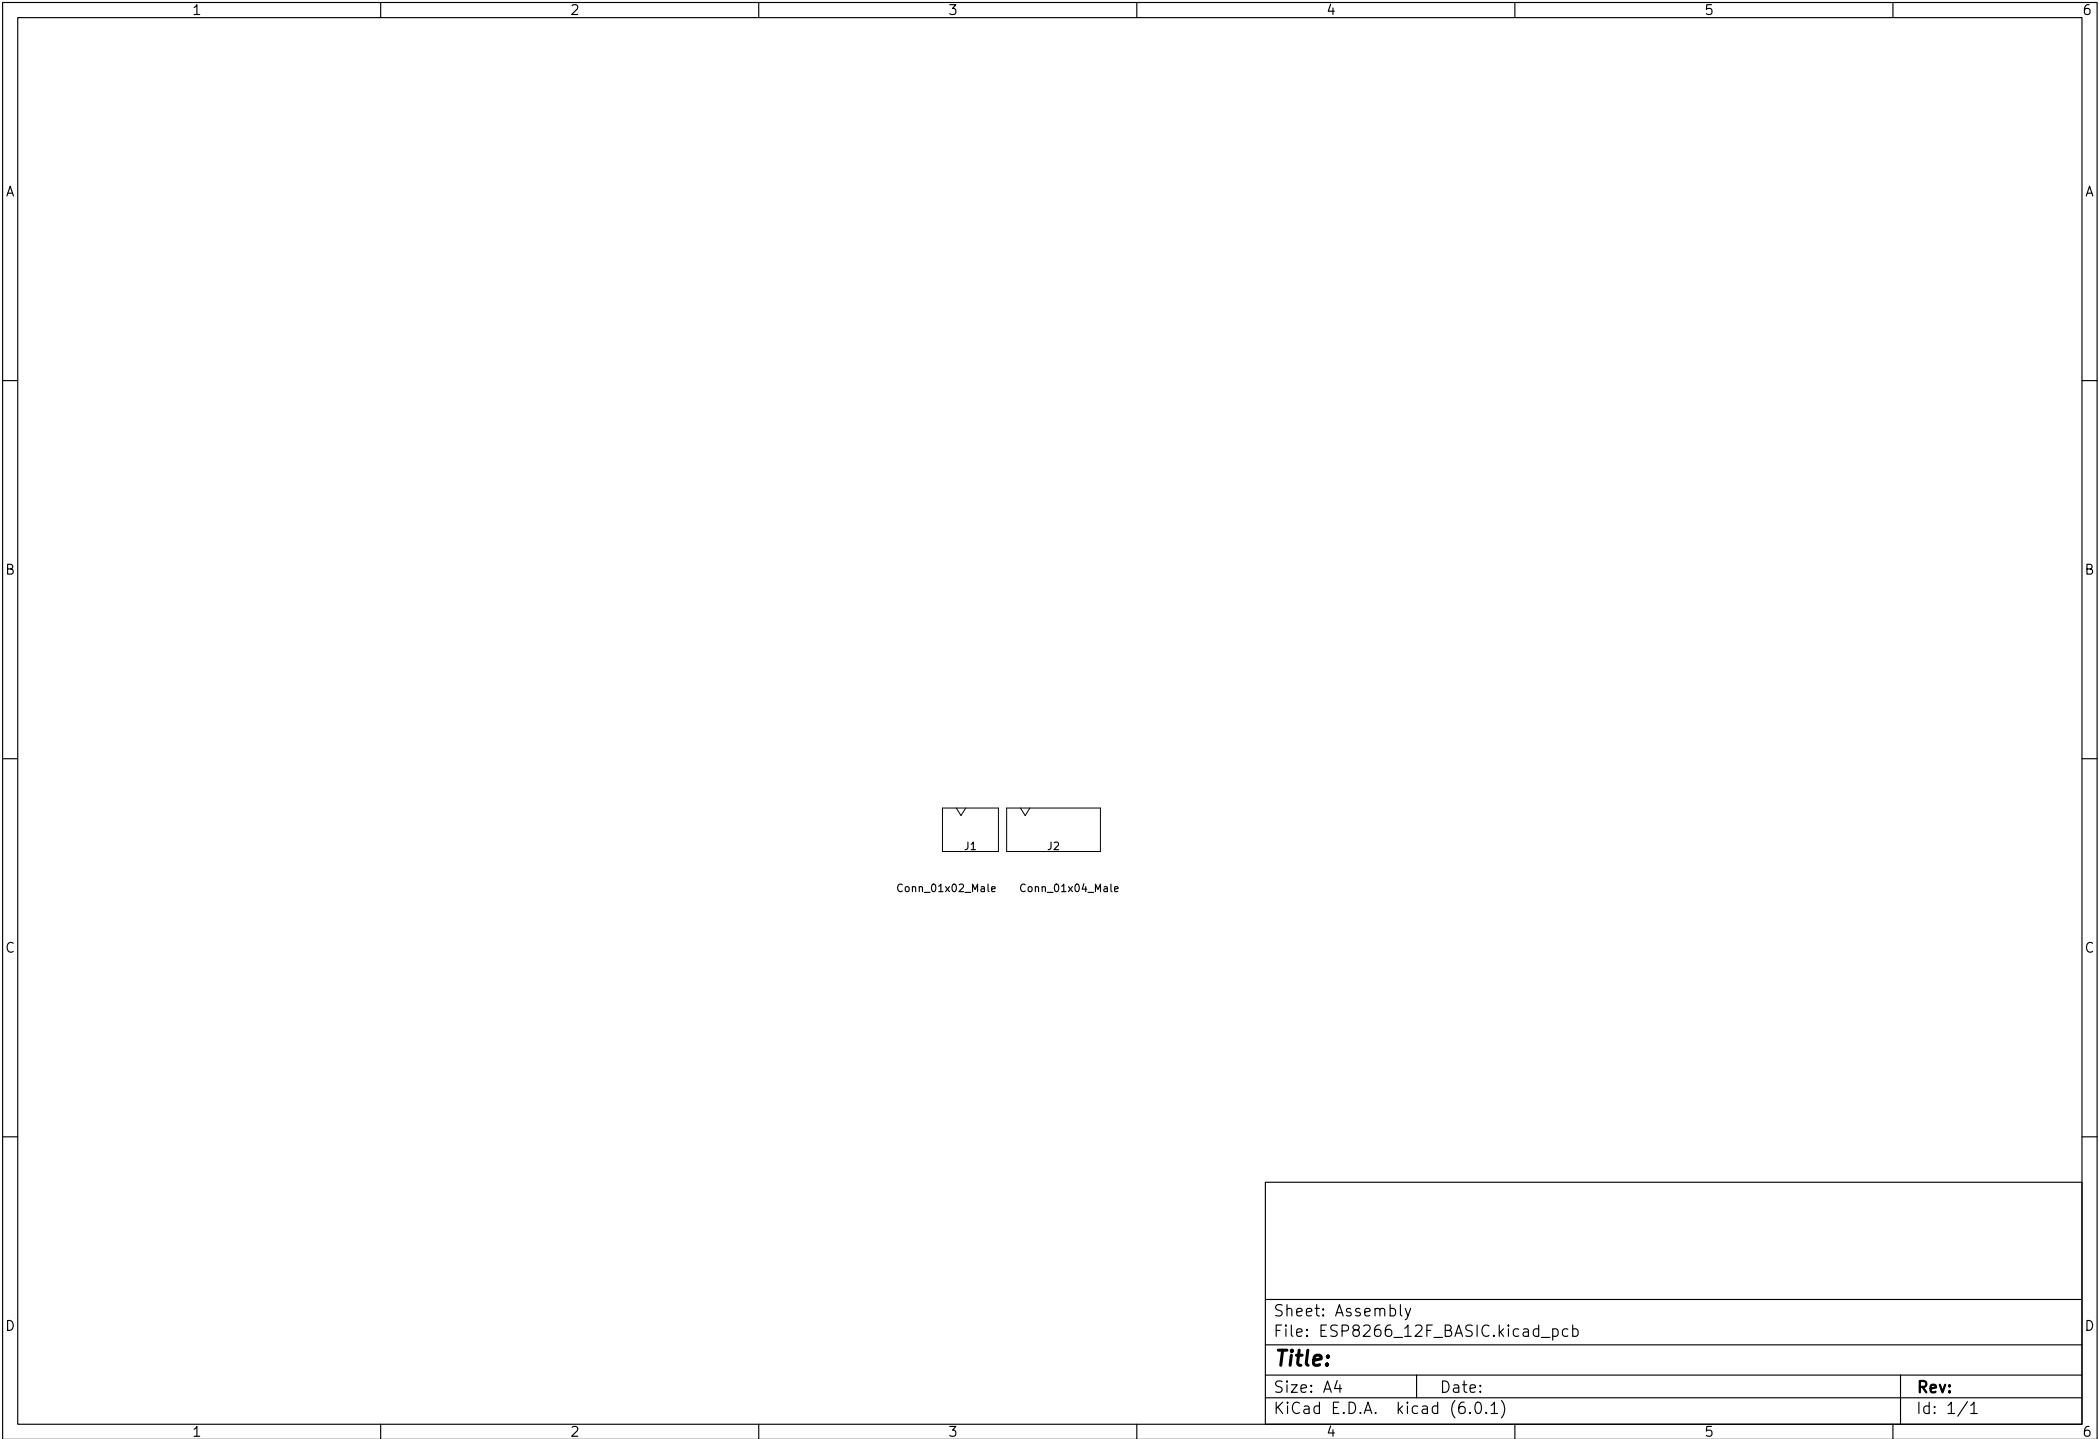 1 2 3 4 5 6
A A
B B
J1 J2
Conn_01x02_Male Conn_01x04_Male
C C
Sheet: Assembly
File: ESP8266_12F_BASIC.kicad_pcb
D D
Title:
Size: A4 Date: Rev:
KiCad E.D.A. kicad (6.0.1) Id: 1/1
1 2 3 4 5 6